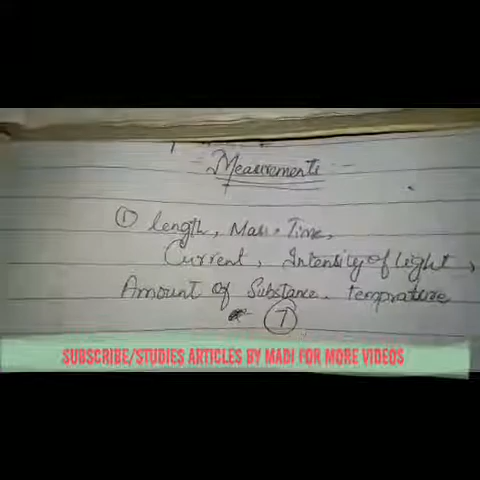 Measurements
① length, Mass, Time,
Current, Intensity of light,
Amount of Substance. temprature
⑦
SUBSCRIBE/STUDIES ARTICLES BY MADI FOR MORE VIDEOS